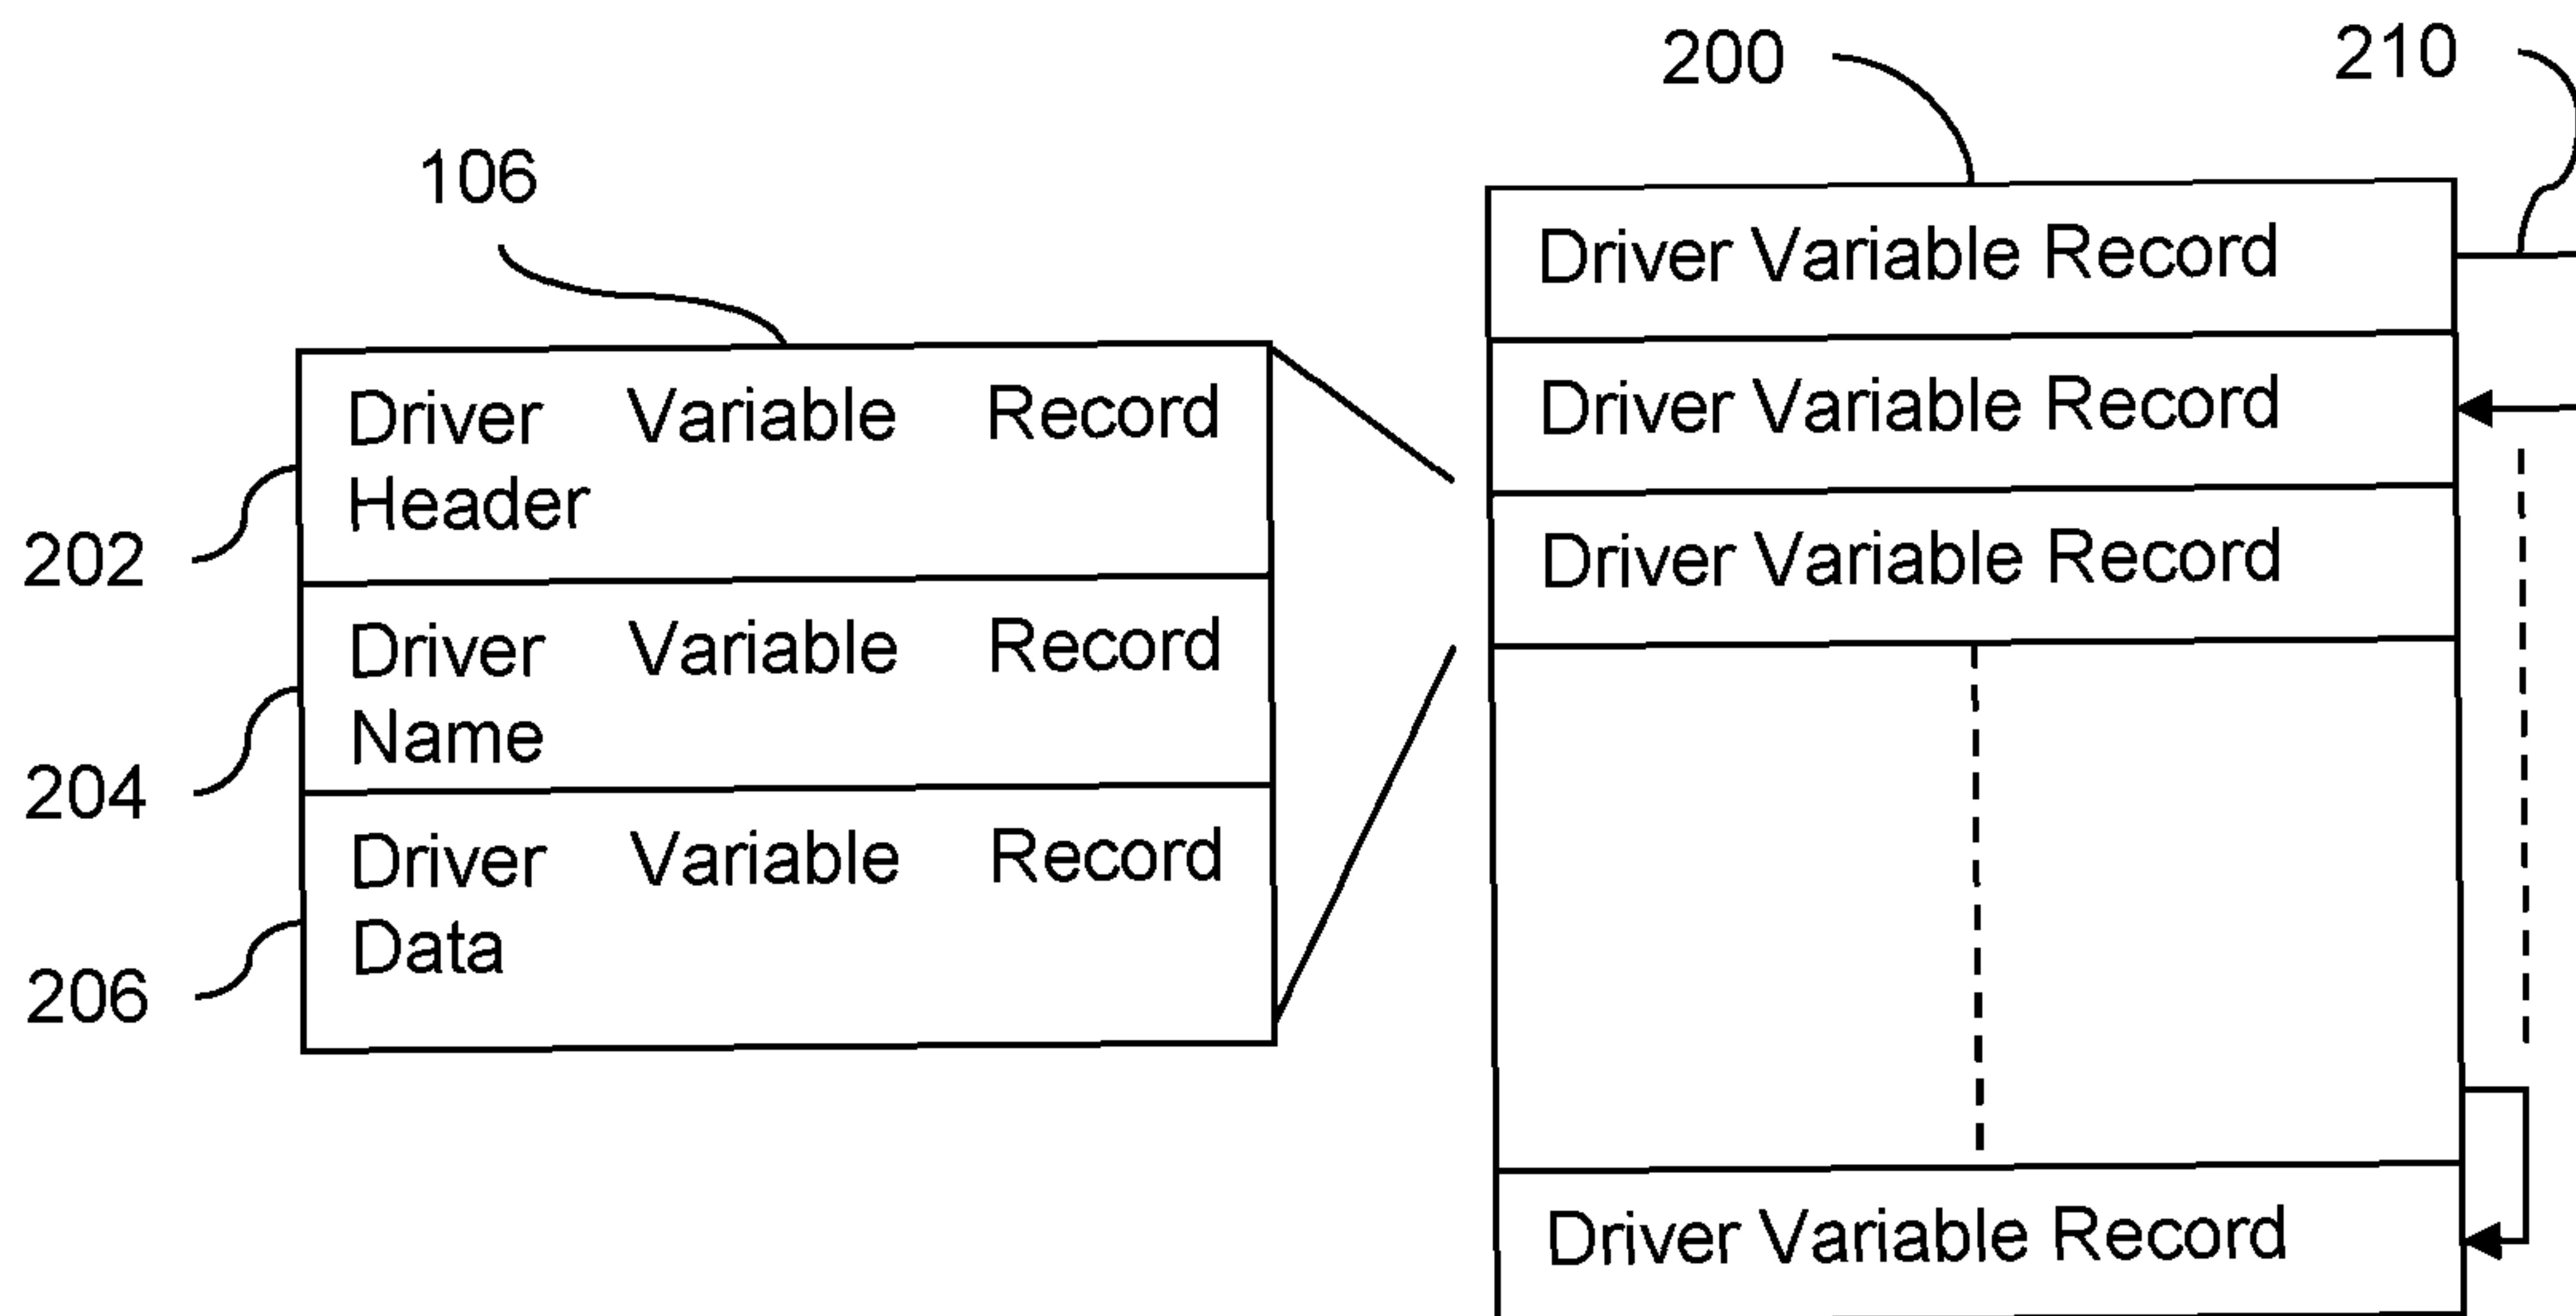 200
210
106
Driver Variable Record
Driver Variable Record
Driver Variable Record
Driver Variable Record
Driver Variable Record
Header
202
Driver Variable Record
Name
204
Driver Variable Record
Data
206